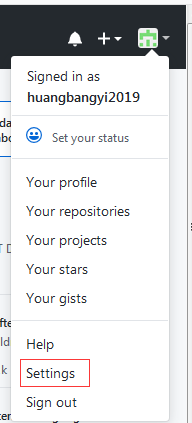 Signed in as
huangbangyi2019
Set your status
Your profile
Your repositories
Your projects
Your stars
Your gists
Help
Settings
Sign out